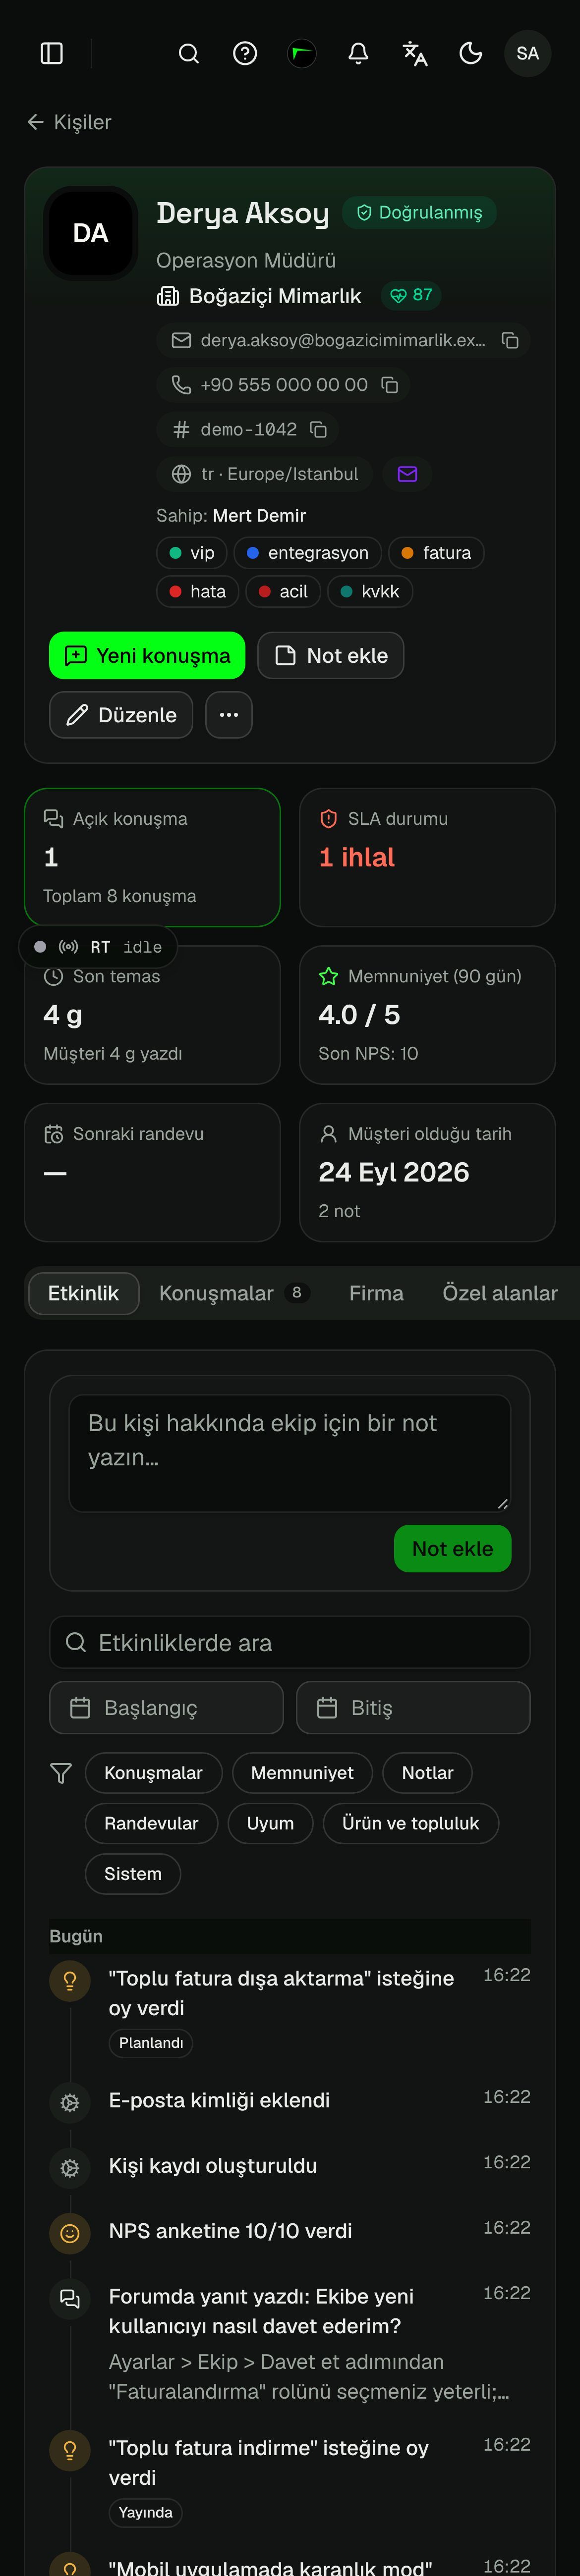 SA
Kişiler
DA
Derya Aksoy
Doğrulanmış
Operasyon Müdürü
Boğaziçi Mimarlık
87
derya.aksoy@bogazicimimarlik.ex...
+90 555 000 00 00
demo-1042
tr · Europe/Istanbul
Sahip: Mert Demir
vip
entegrasyon
fatura
hata
acil
kvkk
Yeni konuşma
Not ekle
Düzenle
Açık konuşma
1
Toplam 8 konuşma
SLA durumu
1 ihlal
RT idle
Son temas
4 g
Müşteri 4 g yazdı
Memnuniyet (90 gün)
4.0 / 5
Son NPS: 10
Sonraki randevu
—
Müşteri olduğu tarih
24 Eyl 2026
2 not
Etkinlik
Konuşmalar 8
Firma
Özel alanlar
Bu kişi hakkında ekip için bir not
yazın...
Not ekle
Etkinliklerde ara
Başlangıç
Bitiş
Konuşmalar
Memnuniyet
Notlar
Randevular
Uyum
Ürün ve topluluk
Sistem
Bugün
"Toplu fatura dışa aktarma" isteğine
oy verdi
16:22
Planlandı
E-posta kimliği eklendi
16:22
Kişi kaydı oluşturuldu
16:22
NPS anketine 10/10 verdi
16:22
Forumda yanıt yazdı: Ekibe yeni
kullanıcıyı nasıl davet ederim?
16:22
Ayarlar > Ekip > Davet et adımından
"Faturalandırma" rolünü seçmeniz yeterli;...
"Toplu fatura indirme" isteğine oy
verdi
16:22
Yayında
"Mobil uygulamada karanlık mod"
16:22